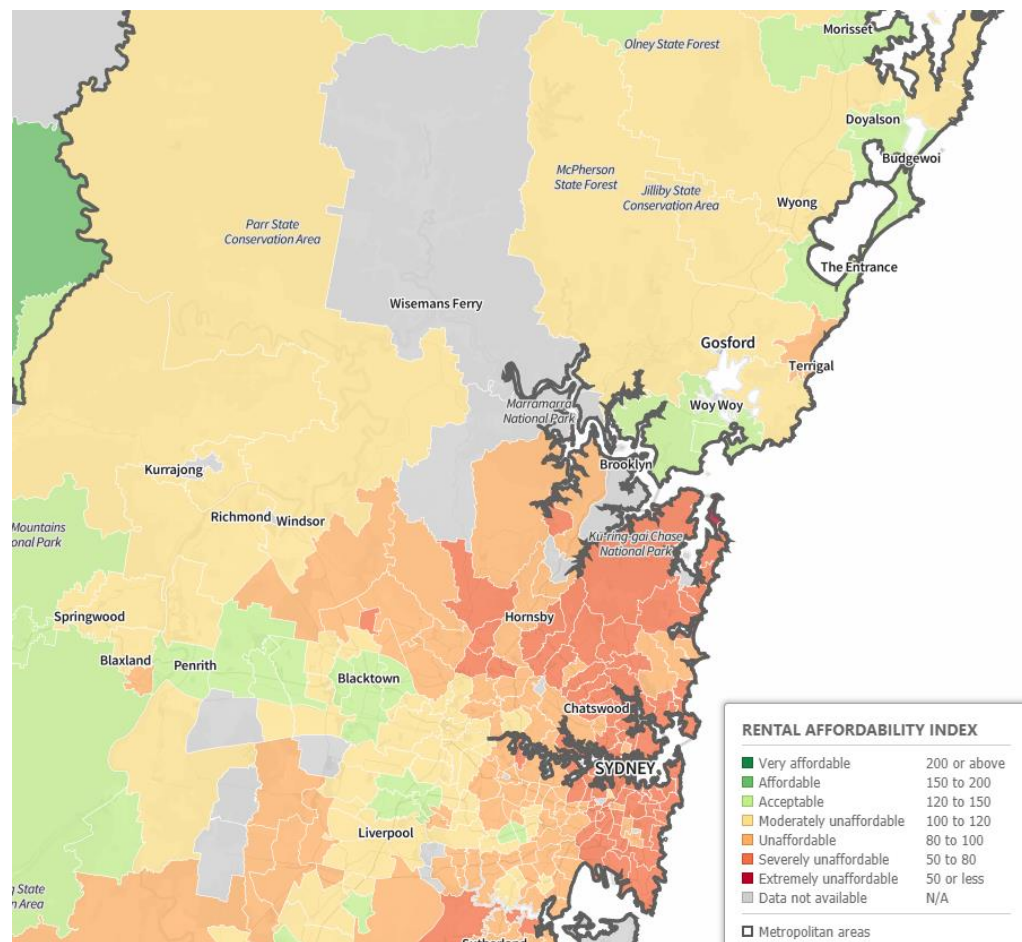 Morisset
Olney State Forest
Doyalson
Budgewoi
McPherson
State Forest
Jilliby State
Conservation Area
Wyong
Parr State
Conservation Area
The Entrance
Wisemans Ferry
Gosford
Terrigal
Marramarra
National Park
Woy Woy
Brooklyn
Kurrajong
Richmond
Windsor
Mountains
onal Park
Ku-ring-gai Chase
National Park
Springwood
Hornsby
Blaxland
Penrith
Blacktown
Chatswood
SYDNEY
Liverpool
g State
n Area
Sutherland
RENTAL AFFORDABILITY INDEX
Very affordable 200 or above
Affordable 150 to 200
Acceptable 120 to 150
Moderately unaffordable 100 to 120
Unaffordable 80 to 100
Severely unaffordable 50 to 80
Extremely unaffordable 50 or less
Data not available N/A
Metropolitan areas